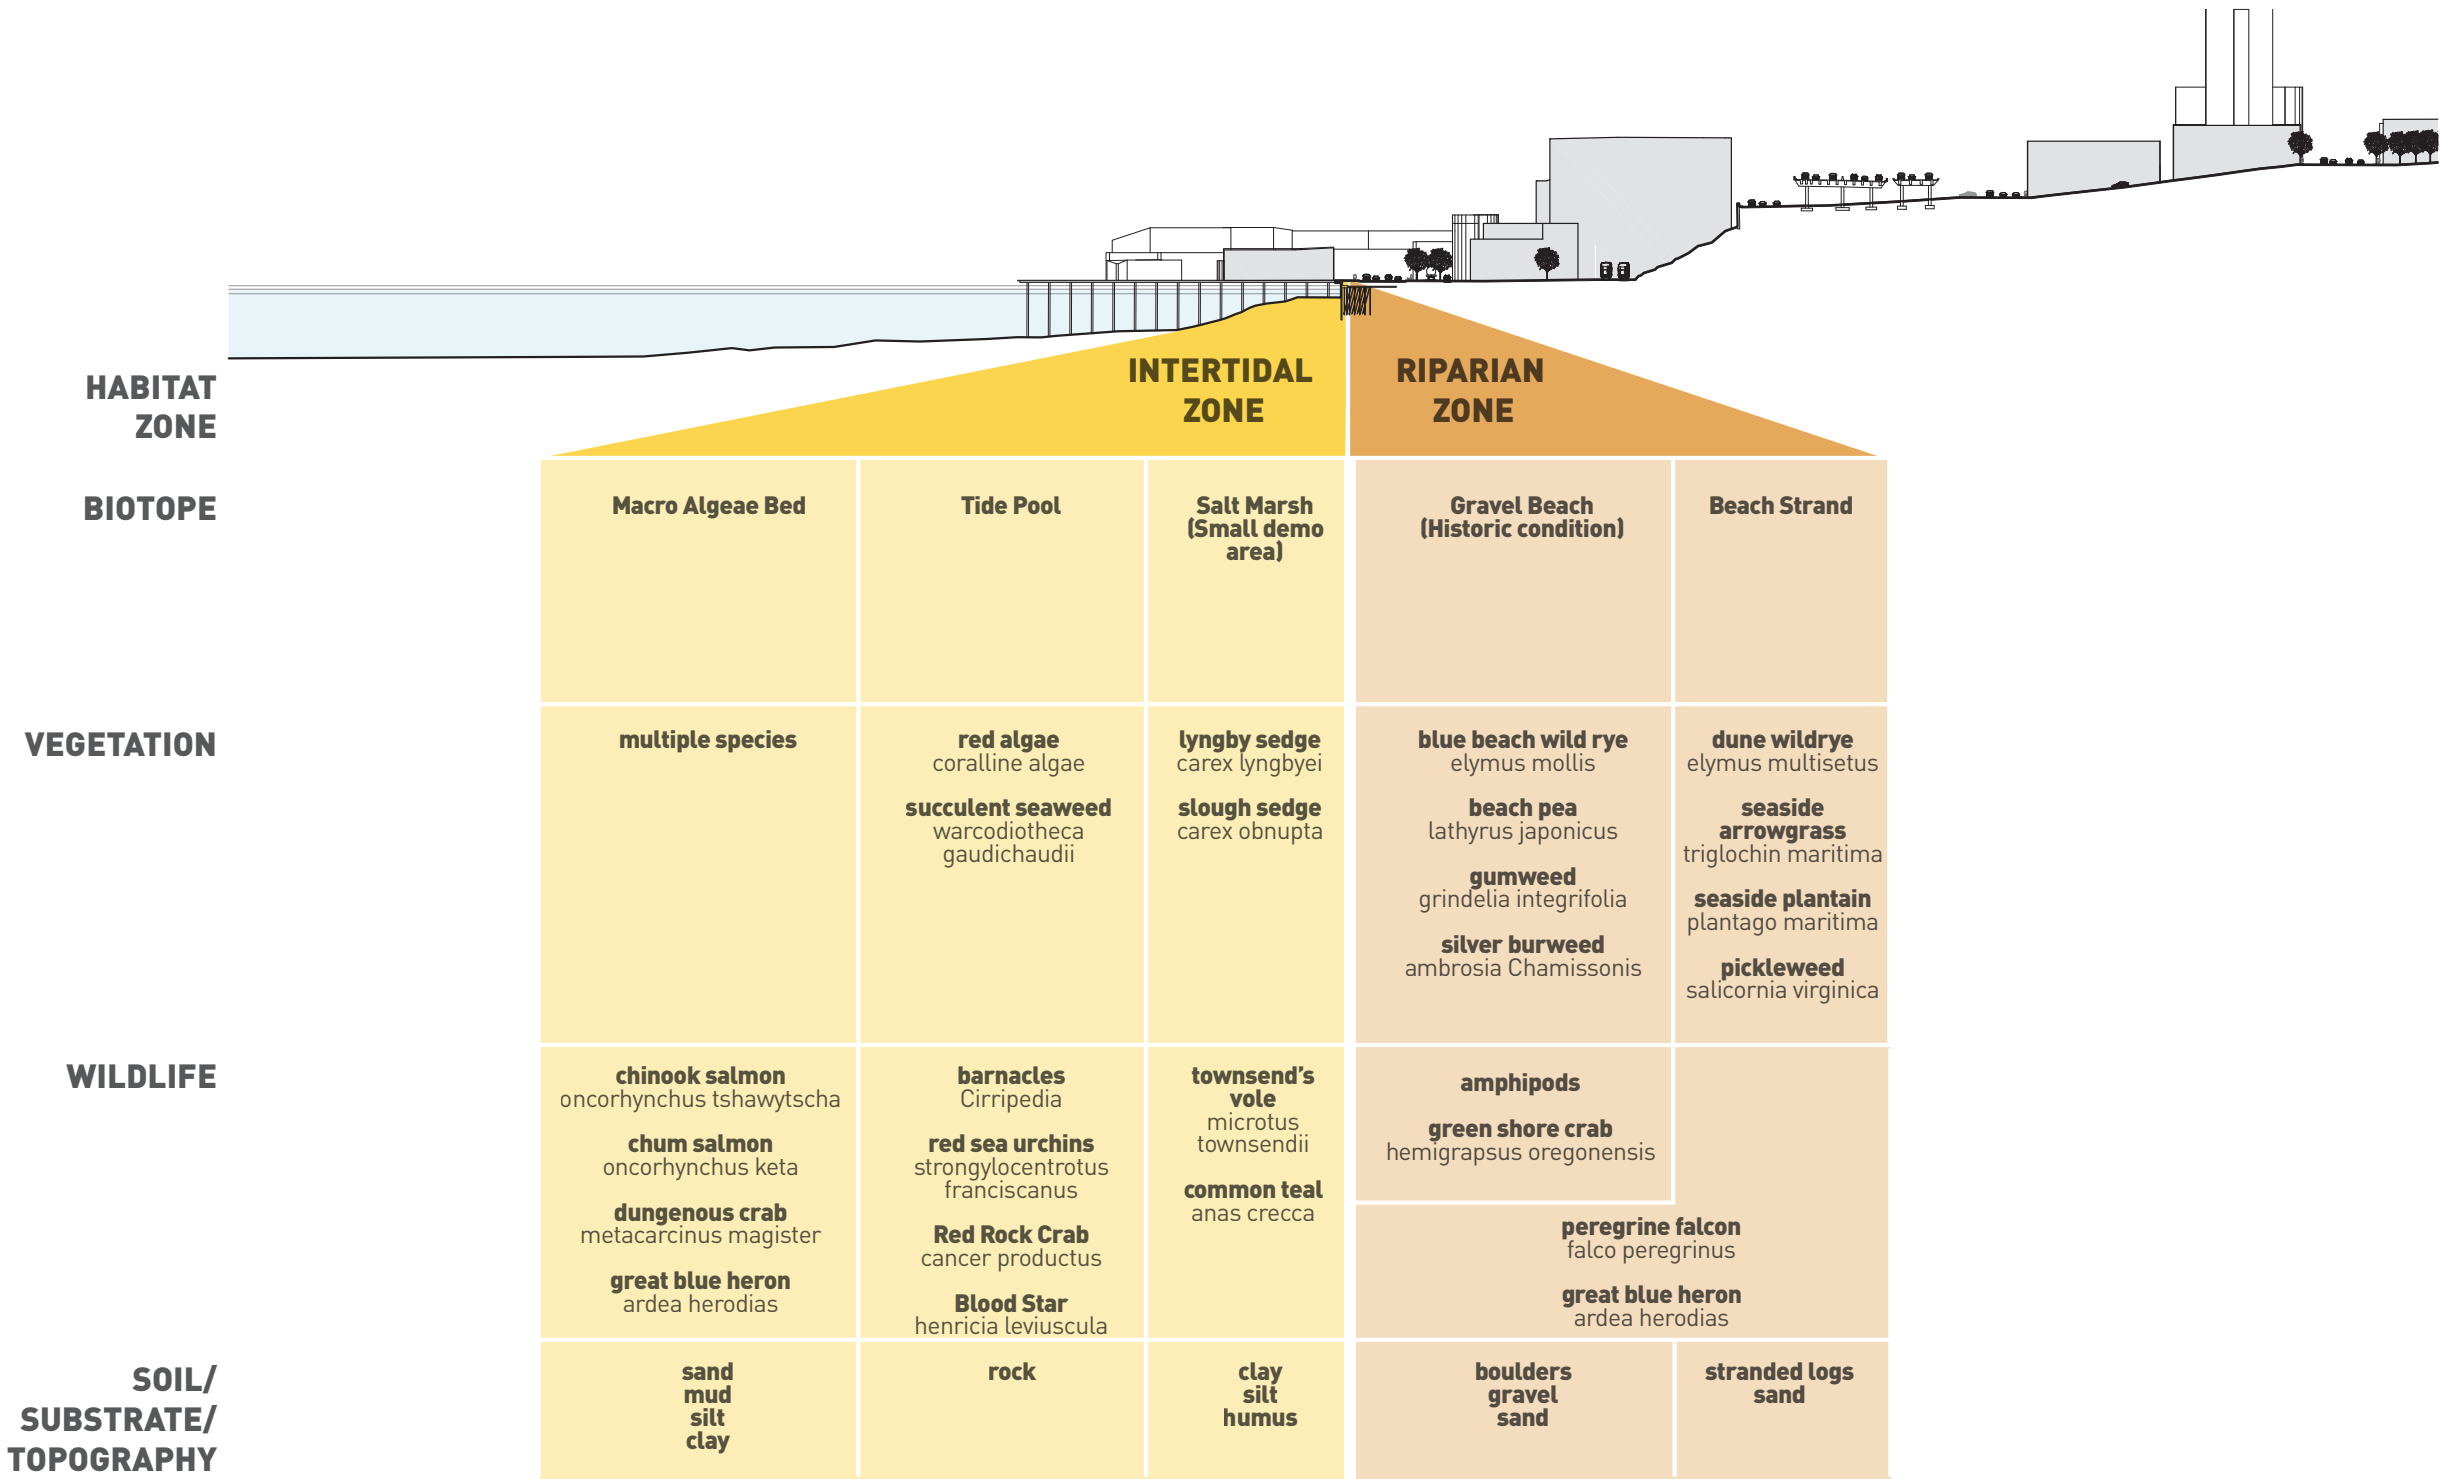 INTERTIDAL
ZONE
RIPARIAN
ZONE
HABITAT
ZONE
BIOTOPE
Macro Algeae Bed
Tide Pool
Salt Marsh
(Small demo
area)
Gravel Beach
(Historic condition)
Beach Strand
VEGETATION
multiple species
red algae
coralline algae
succulent seaweed
warcodiotheca
gaudichaudii
lyngby sedge
carex lyngbyei
slough sedge
carex obnupta
blue beach wild rye
elymus mollis
beach pea
lathyrus japonicus
gumweed
grindelia integrifolia
silver burweed
ambrosia Chamissonis
dune wildrye
elymus multisetus
seaside
arrowgrass
triglochin maritima
seaside plantain
plantago maritima
pickleweed
salicornia virginica
WILDLIFE
chinook salmon
oncorhynchus tshawytscha
chum salmon
oncorhynchus keta
dungenous crab
metacarcinus magister
great blue heron
ardea herodias
barnacles
Cirripedia
red sea urchins
strongylocentrotus
franciscanus
Red Rock Crab
cancer productus
Blood Star
henricia leviuscula
townsend's
vole
microtus
townsendii
common teal
anas crecca
amphipods
green shore crab
hemigrapsus oregonensis
peregrine falcon
falco peregrinus
great blue heron
ardea herodias
SOIL/
SUBSTRATE/
TOPOGRAPHY
sand
mud
silt
clay
rock
clay
silt
humus
boulders
gravel
sand
stranded logs
sand